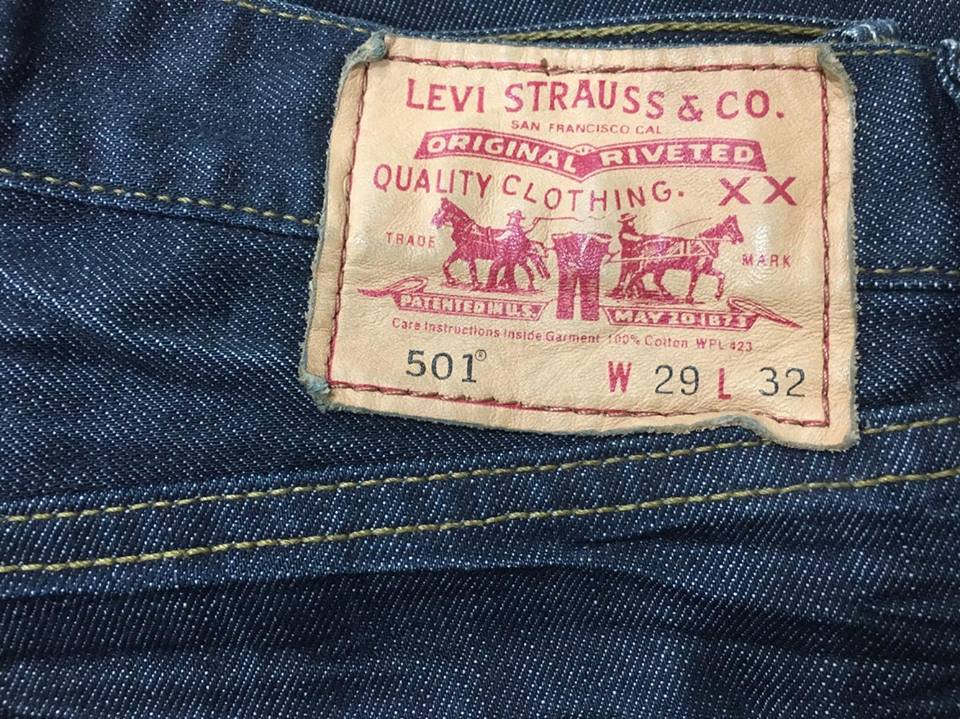 LEVI STRAUSS & CO.
SAN FRANCISCO CAL
ORIGINAL RIVETED
QUALITY CLOTHING. XX
TRADE MARK
PATENTED IN U.S. MAY 20 1873
Care Instructions Inside Garment 100% Cotton WPL 423
501® W 29 L 32